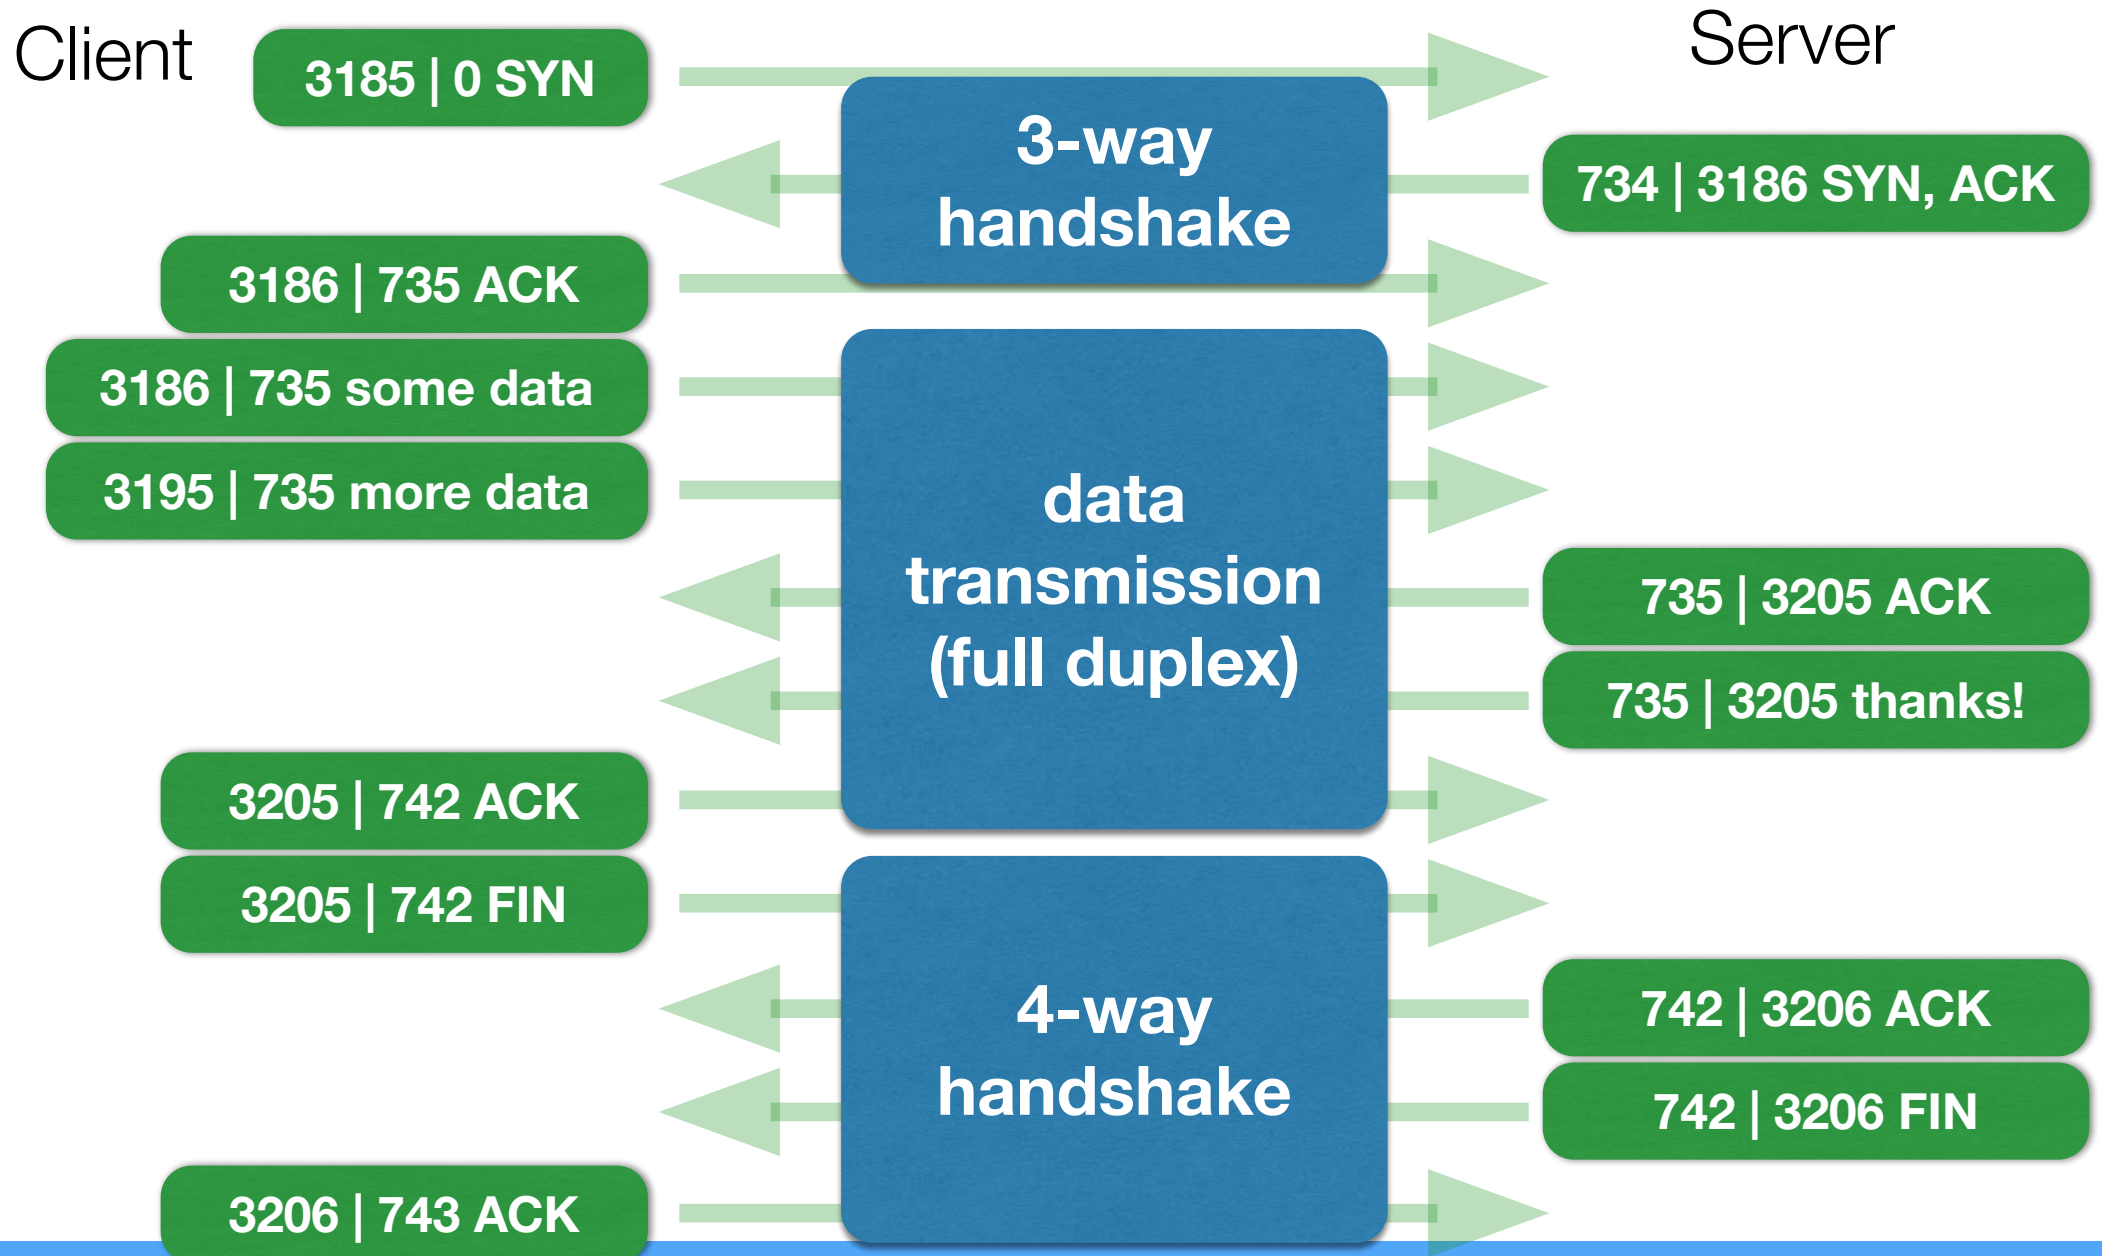 Client
Server
3185 | 0 SYN
3-way
handshake
734 | 3186 SYN, ACK
3186 | 735 ACK
3186 | 735 some data
3195 | 735 more data
data
transmission
(full duplex)
735 | 3205 ACK
735 | 3205 thanks!
3205 | 742 ACK
3205 | 742 FIN
4-way
handshake
742 | 3206 ACK
742 | 3206 FIN
3206 | 743 ACK